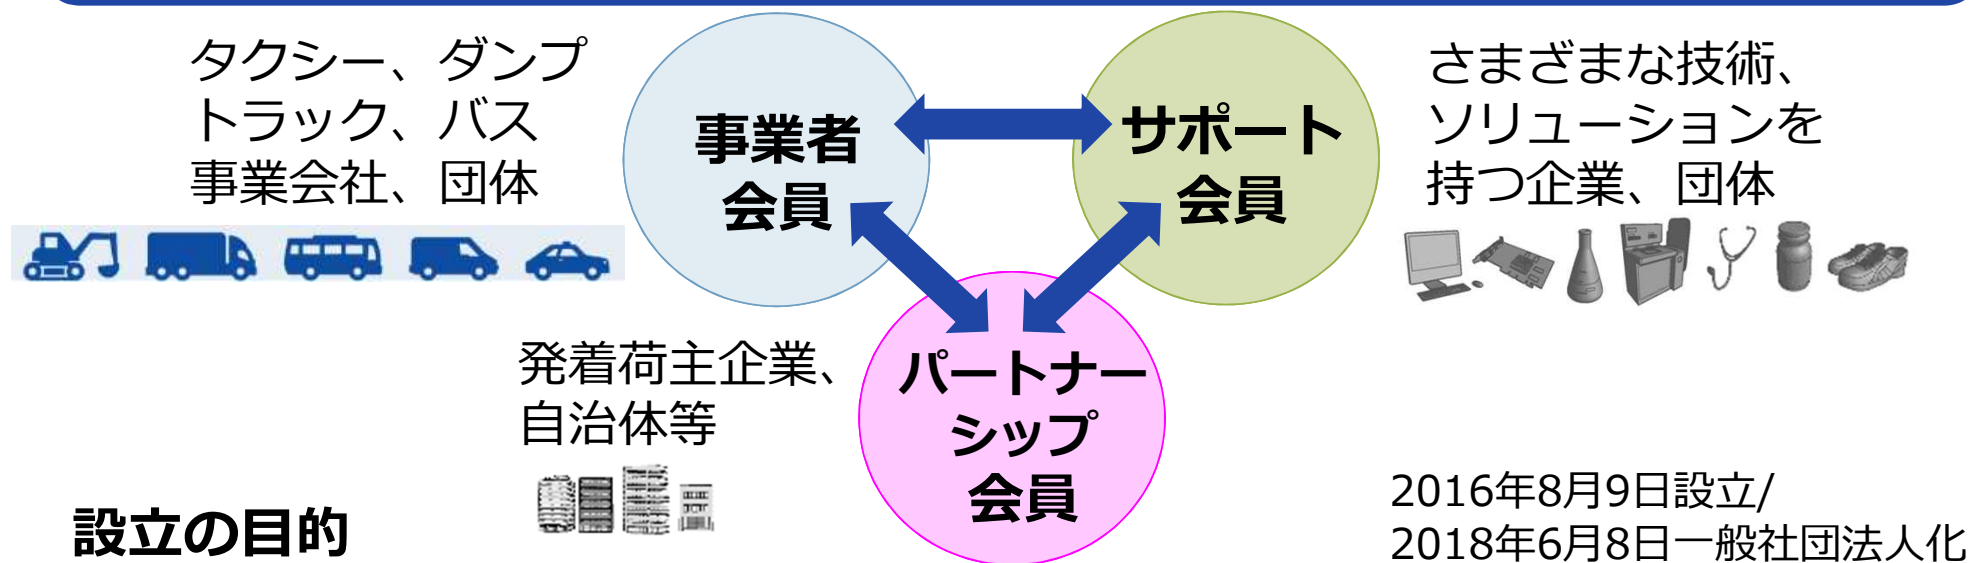 タクシー、ダンプ
トラック、バス
事業会社、団体
事業者
会員
サポート
会員
さまざまな技術、
ソリューションを
持つ企業、団体
発着荷主企業、
自治体等
パートナー
シップ
会員
設立の目的
2016年8月9日設立/
2018年6月8日一般社団法人化